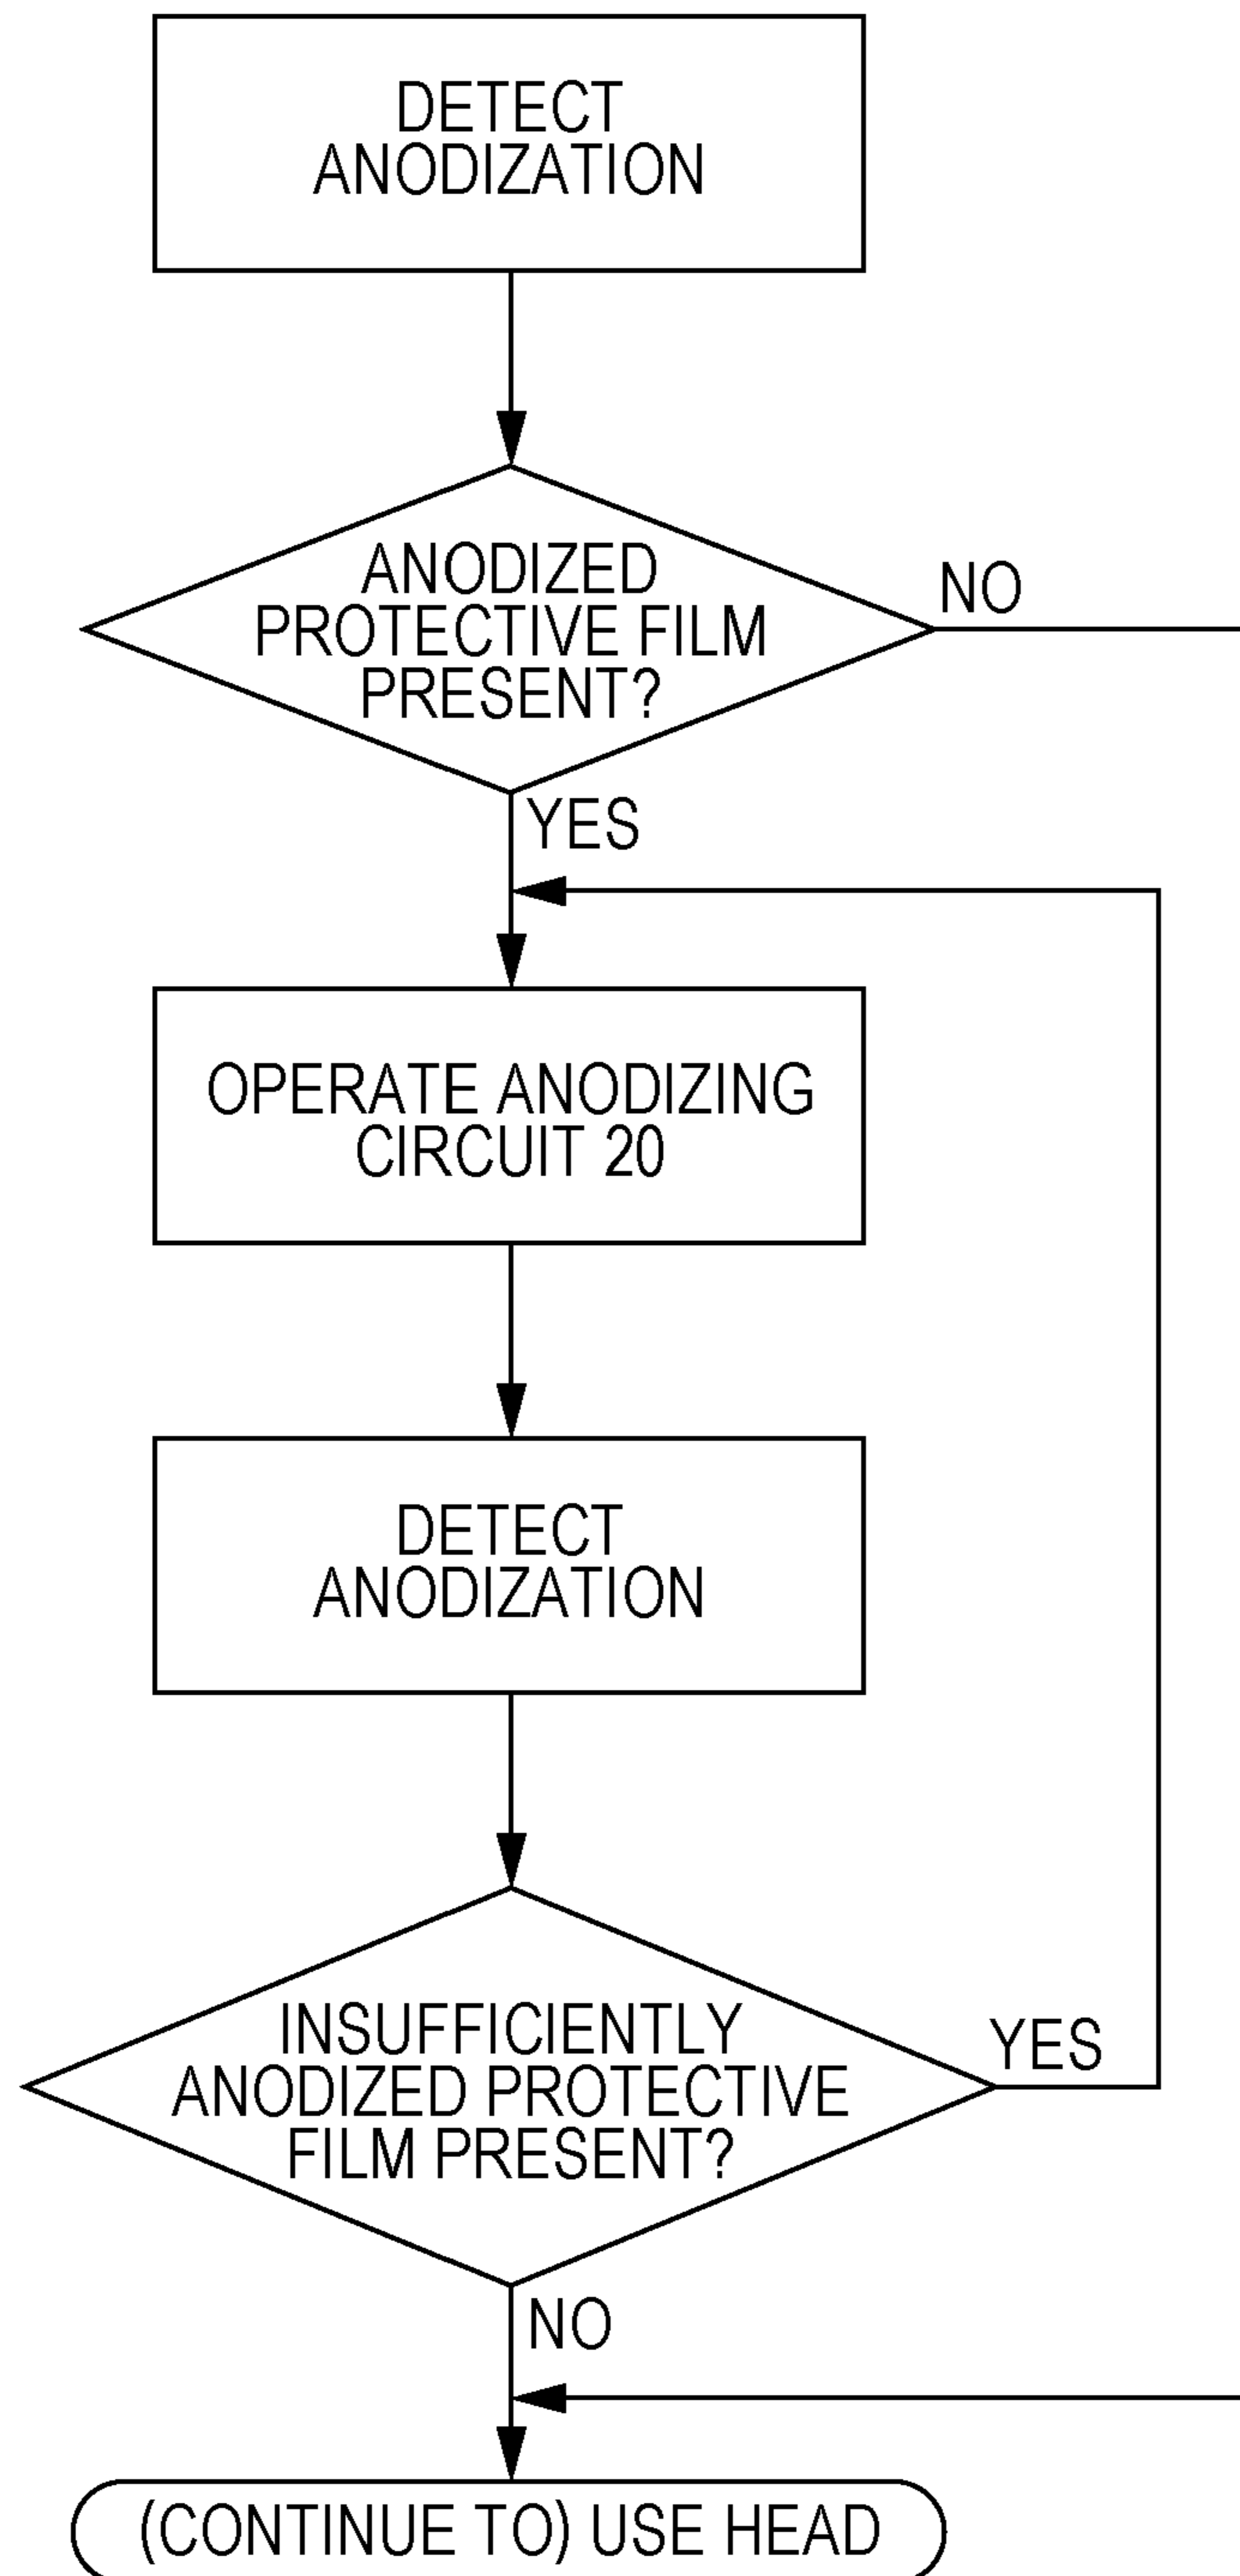 DETECT
ANODIZATION
ANODIZED
PROTECTIVE FILM
PRESENT?
NO
YES
OPERATE ANODIZING
CIRCUIT 20
DETECT
ANODIZATION
INSUFFICIENTLY
ANODIZED PROTECTIVE
FILM PRESENT?
YES
NO
(CONTINUE TO) USE HEAD